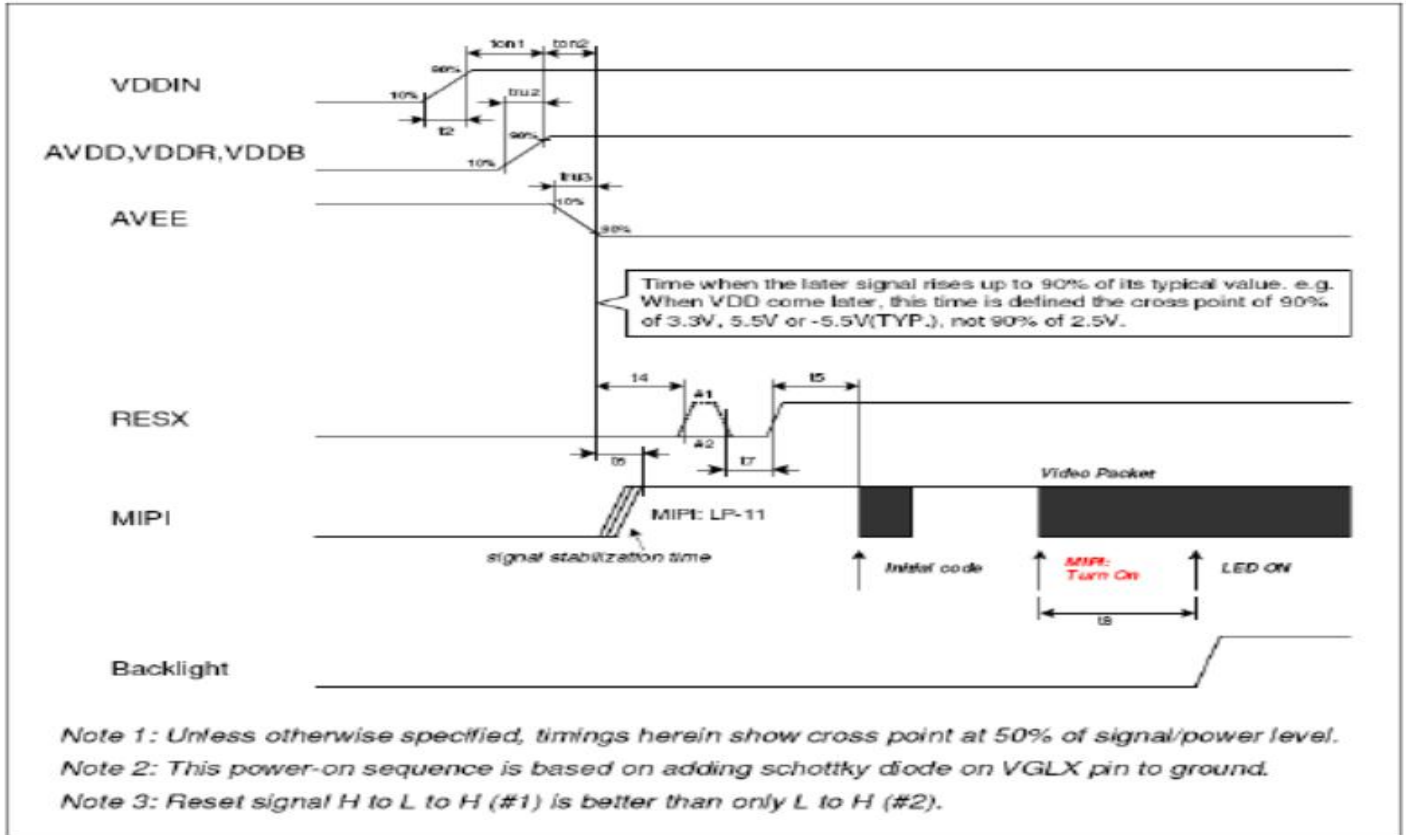 ton1 ton2
VDDIN
90%
10%
tru2
t2
AVDD,VDDR,VDDB
90%
10%
tru3
AVEE
10%
90%
Time when the later signal rises up to 90% of its typical value. e.g.
When VDD come later, this time is defined the cross point of 90%
of 3.3V, 5.5V or -5.5V(TYP.), not 90% of 2.5V.
t4
t5
RESX
#1
#2
t6
t7
Video Packet
MIPI
MIPI: LP-11
signal stabilization time
Initial code
MIPI:
Turn On
LED ON
t8
Backlight
Note 1: Unless otherwise specified, timings herein show cross point at 50% of signal/power level.
Note 2: This power-on sequence is based on adding schottky diode on VGLX pin to ground.
Note 3: Reset signal H to L to H (#1) is better than only L to H (#2).